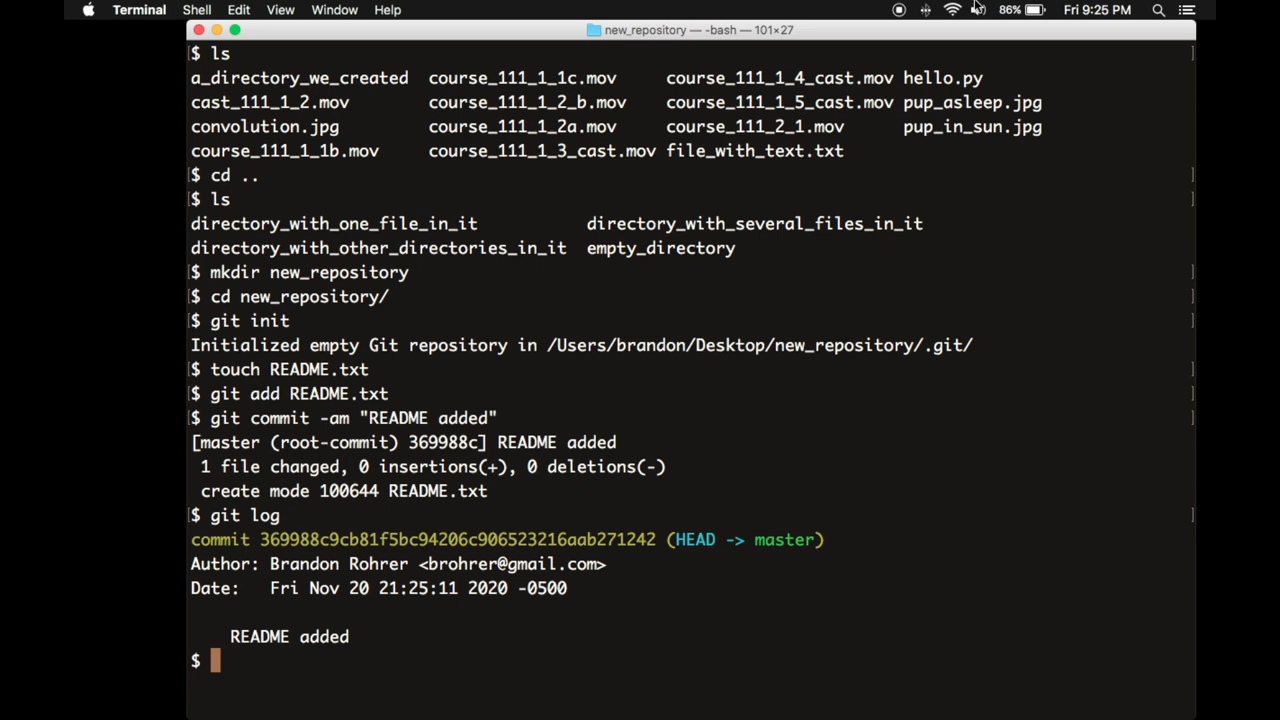 Terminal Shell Edit View Window Help 86% Fri 9:25 PM
new_repository — -bash — 101×27
$ ls
a_directory_we_created course_111_1_1c.mov course_111_1_4_cast.mov hello.py
cast_111_1_2.mov course_111_1_2_b.mov course_111_1_5_cast.mov pup_asleep.jpg
convolution.jpg course_111_1_2a.mov course_111_2_1.mov pup_in_sun.jpg
course_111_1_1b.mov course_111_1_3_cast.mov file_with_text.txt
$ cd ..
$ ls
directory_with_one_file_in_it directory_with_several_files_in_it
directory_with_other_directories_in_it empty_directory
$ mkdir new_repository
$ cd new_repository/
$ git init
Initialized empty Git repository in /Users/brandon/Desktop/new_repository/.git/
$ touch README.txt
$ git add README.txt
$ git commit -am "README added"
[master (root-commit) 369988c] README added
1 file changed, 0 insertions(+), 0 deletions(-)
create mode 100644 README.txt
$ git log
commit 369988c9cb81f5bc94206c906523216aab271242 (HEAD -> master)
Author: Brandon Rohrer <brohrer@gmail.com>
Date: Fri Nov 20 21:25:11 2020 -0500
README added
$